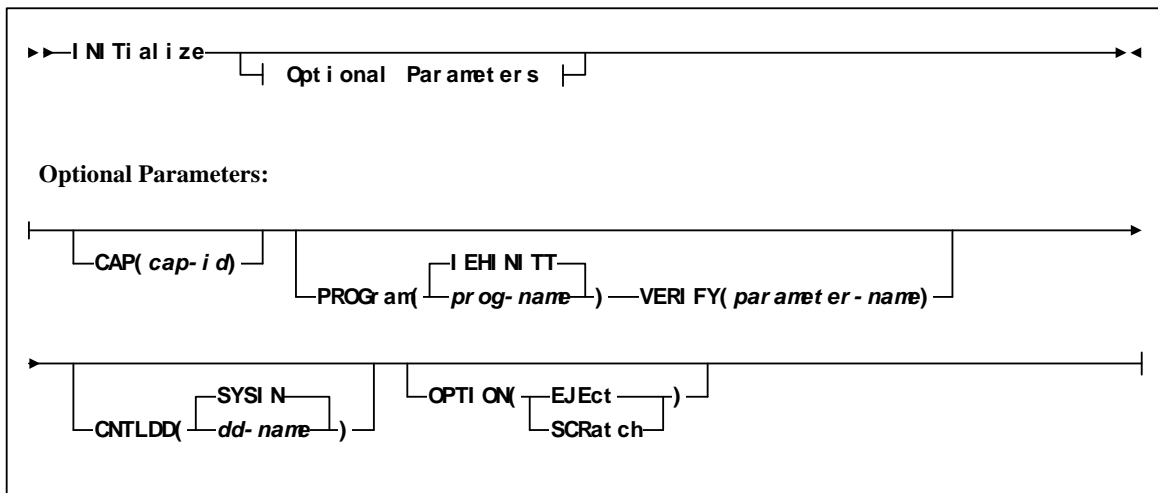 INITialize
Optional Parameters
Optional Parameters:
CAP(cap-id)
IEHINITT
PROGram( prog-name ) VERIFY(parameter-name)
SYSIN
CNTLDD( dd-name )
OPTION( EJEct )
SCRatch